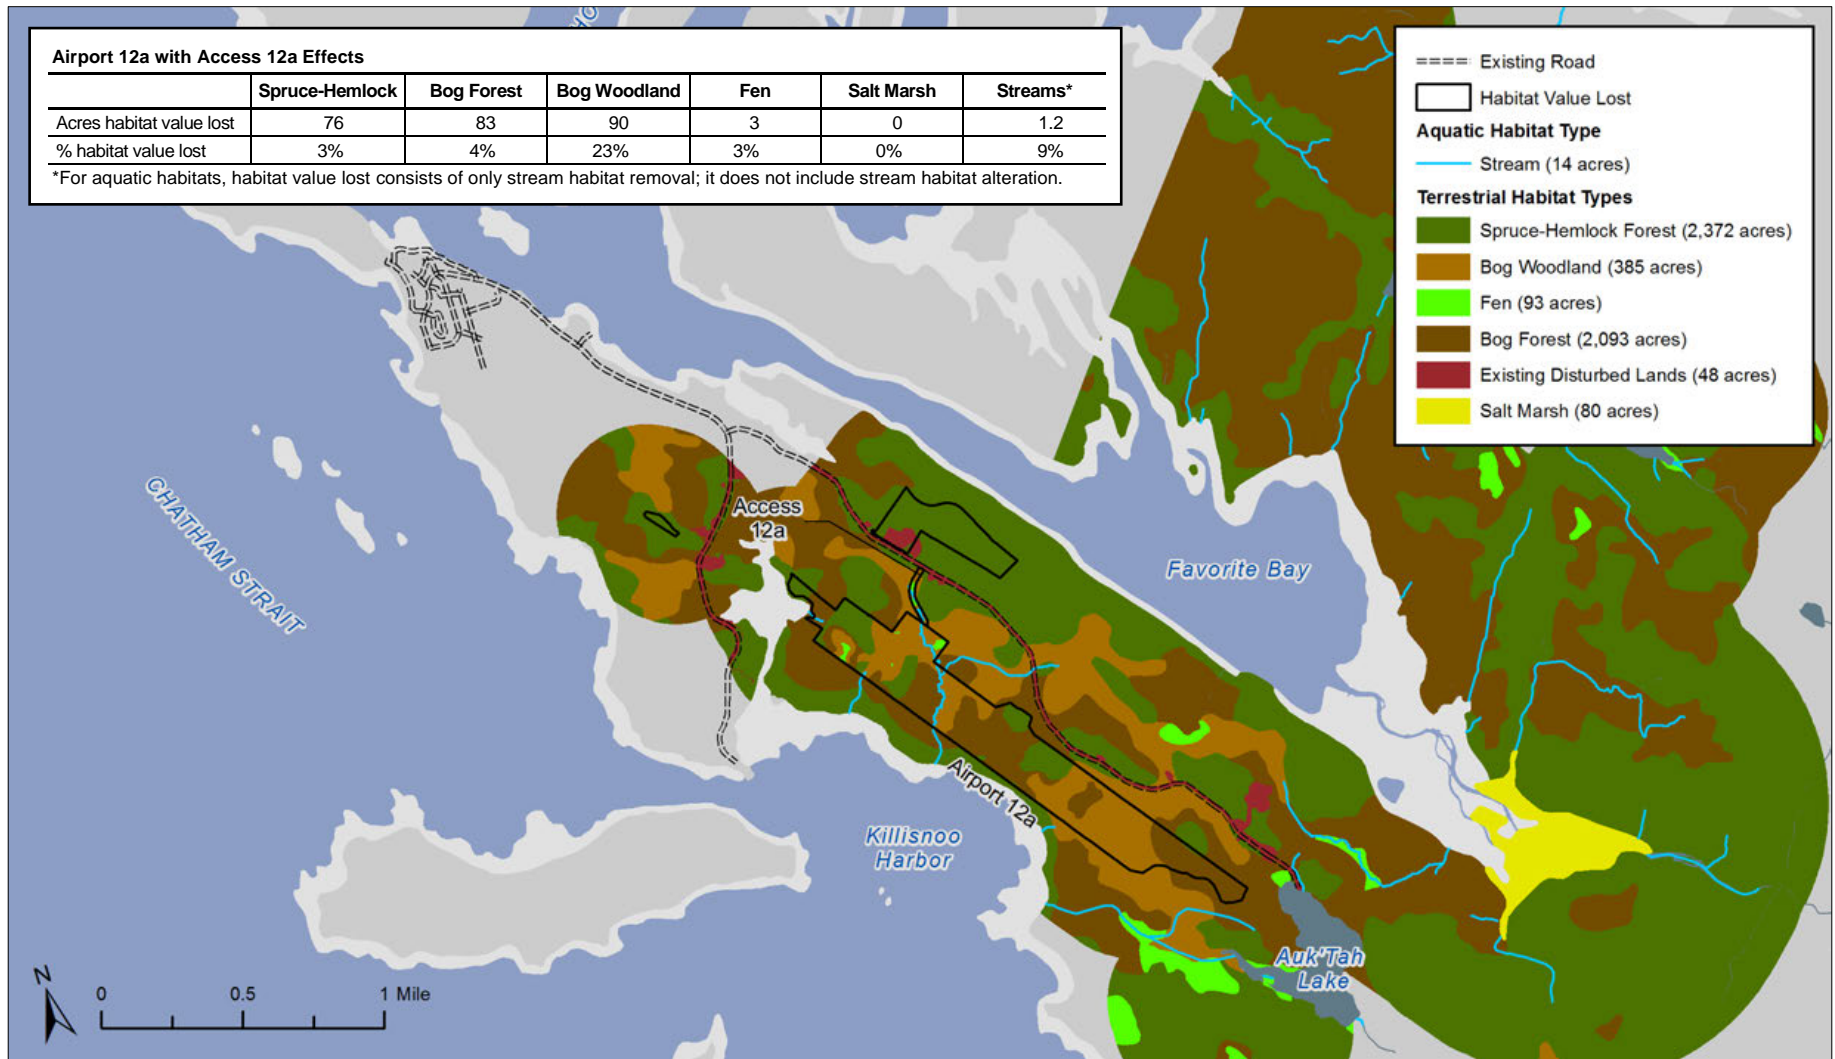 Airport 12a with Access 12a Effects
Spruce-Hemlock Bog Forest Bog Woodland Fen Salt Marsh Streams*
Acres habitat value lost 76 83 90 3 0 1.2
% habitat value lost 3% 4% 23% 3% 0% 9%
*For aquatic habitats, habitat value lost consists of only stream habitat removal; it does not include stream habitat alteration.
Existing Road
Habitat Value Lost
Aquatic Habitat Type
Stream (14 acres)
Terrestrial Habitat Types
Spruce-Hemlock Forest (2,372 acres)
Bog Woodland (385 acres)
Fen (93 acres)
Bog Forest (2,093 acres)
Existing Disturbed Lands (48 acres)
Salt Marsh (80 acres)
CHATHAM STRAIT
Access
12a
Favorite Bay
Airport 12a
Killisnoo
Harbor
Auk'Tah
Lake
N
0 0.5 1 Mile